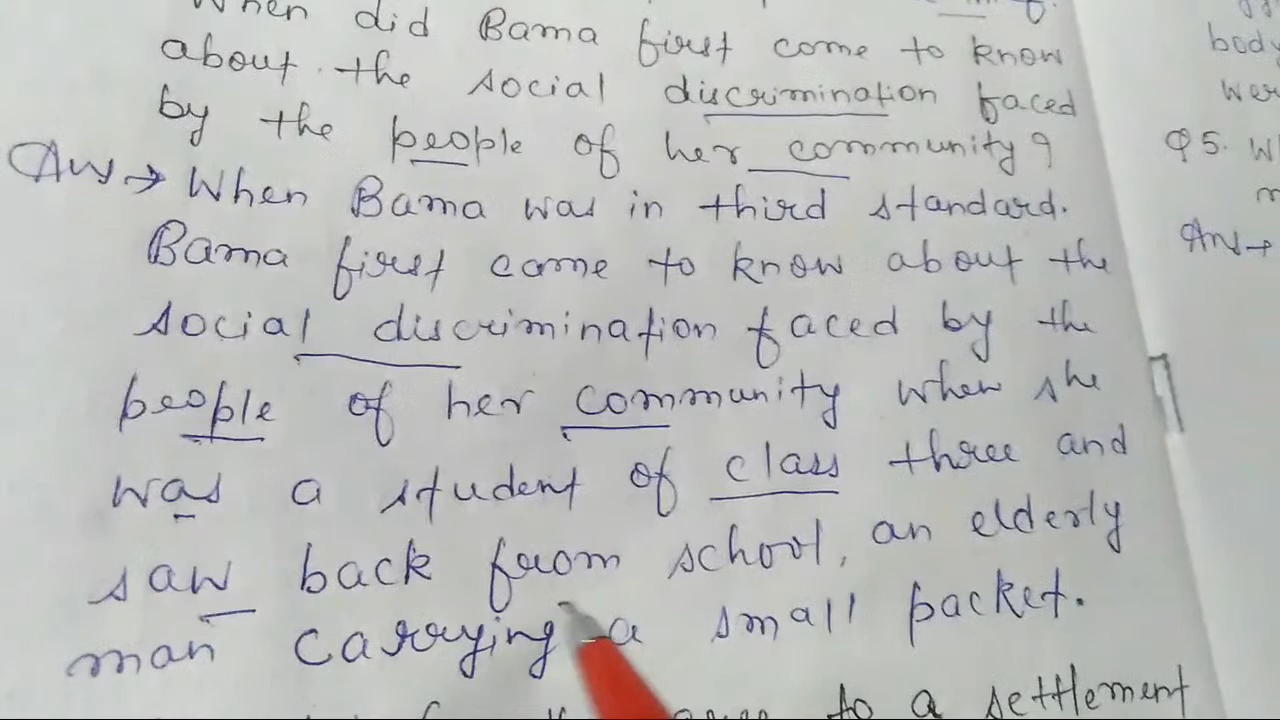 When did Bama first come to know
about the social discrimination faced
by the people of her community?
Ans → When Bama was in third standard.
Bama first came to know about the
social discrimination faced by the
people of her community when she
was a student of class three and
saw back from school, an elderly
man carrying a small packet.
to a settlement
body
wer
Q5. W
Ans →